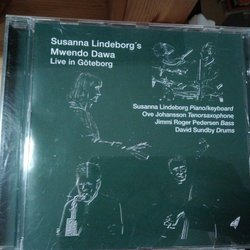 Susanna Lindeborg´s
Mwendo Dawa
Live in Göteborg
Susanna Lindeborg Piano/keyboard
Ove Johansson Tenorsaxophone
Jimmi Roger Pedersen Bass
David Sundby Drums